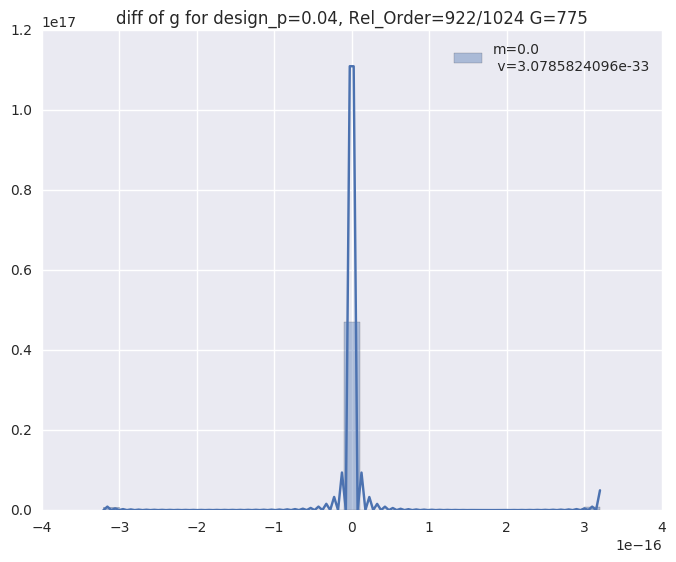 diff of g for design_p=0.04, Rel_Order=922/1024 G=775
1e17
1.2
1.0
0.8
0.6
0.4
0.2
0.0
m=0.0
v=3.0785824096e-33
−4 −3 −2 −1 0 1 2 3 4
1e−16